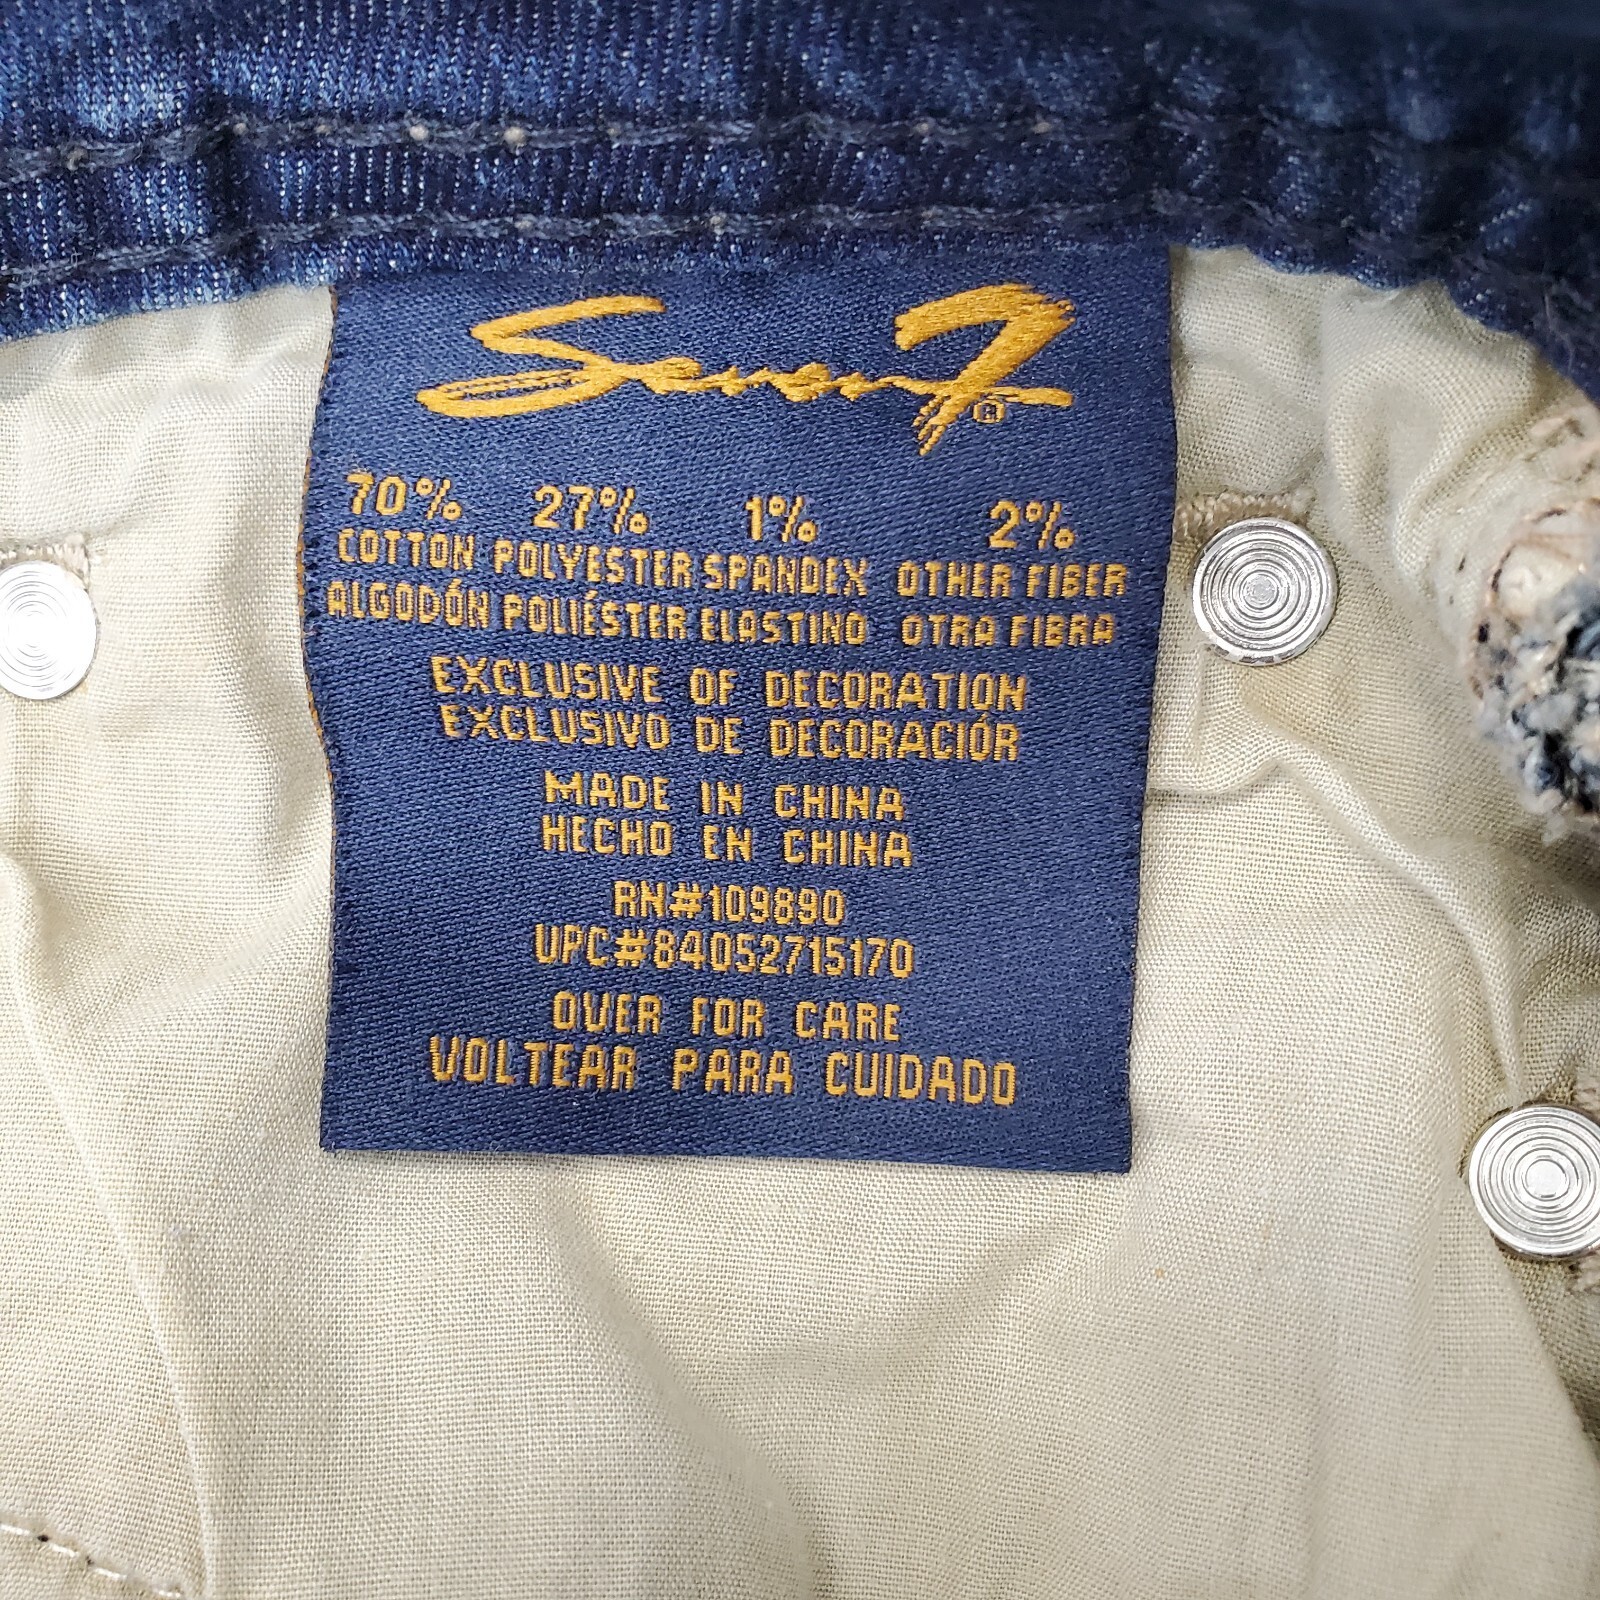 Seven7®
70% 27% 1% 2%
COTTON POLYESTER SPANDEX OTHER FIBER
ALGODÓN POLIÉSTER ELASTINO OTRA FIBRA
EXCLUSIVE OF DECORATION
EXCLUSIVO DE DECORACIÓR
MADE IN CHINA
HECHO EN CHINA
RN#109890
UPC#84052715170
OVER FOR CARE
VOLTEAR PARA CUIDADO